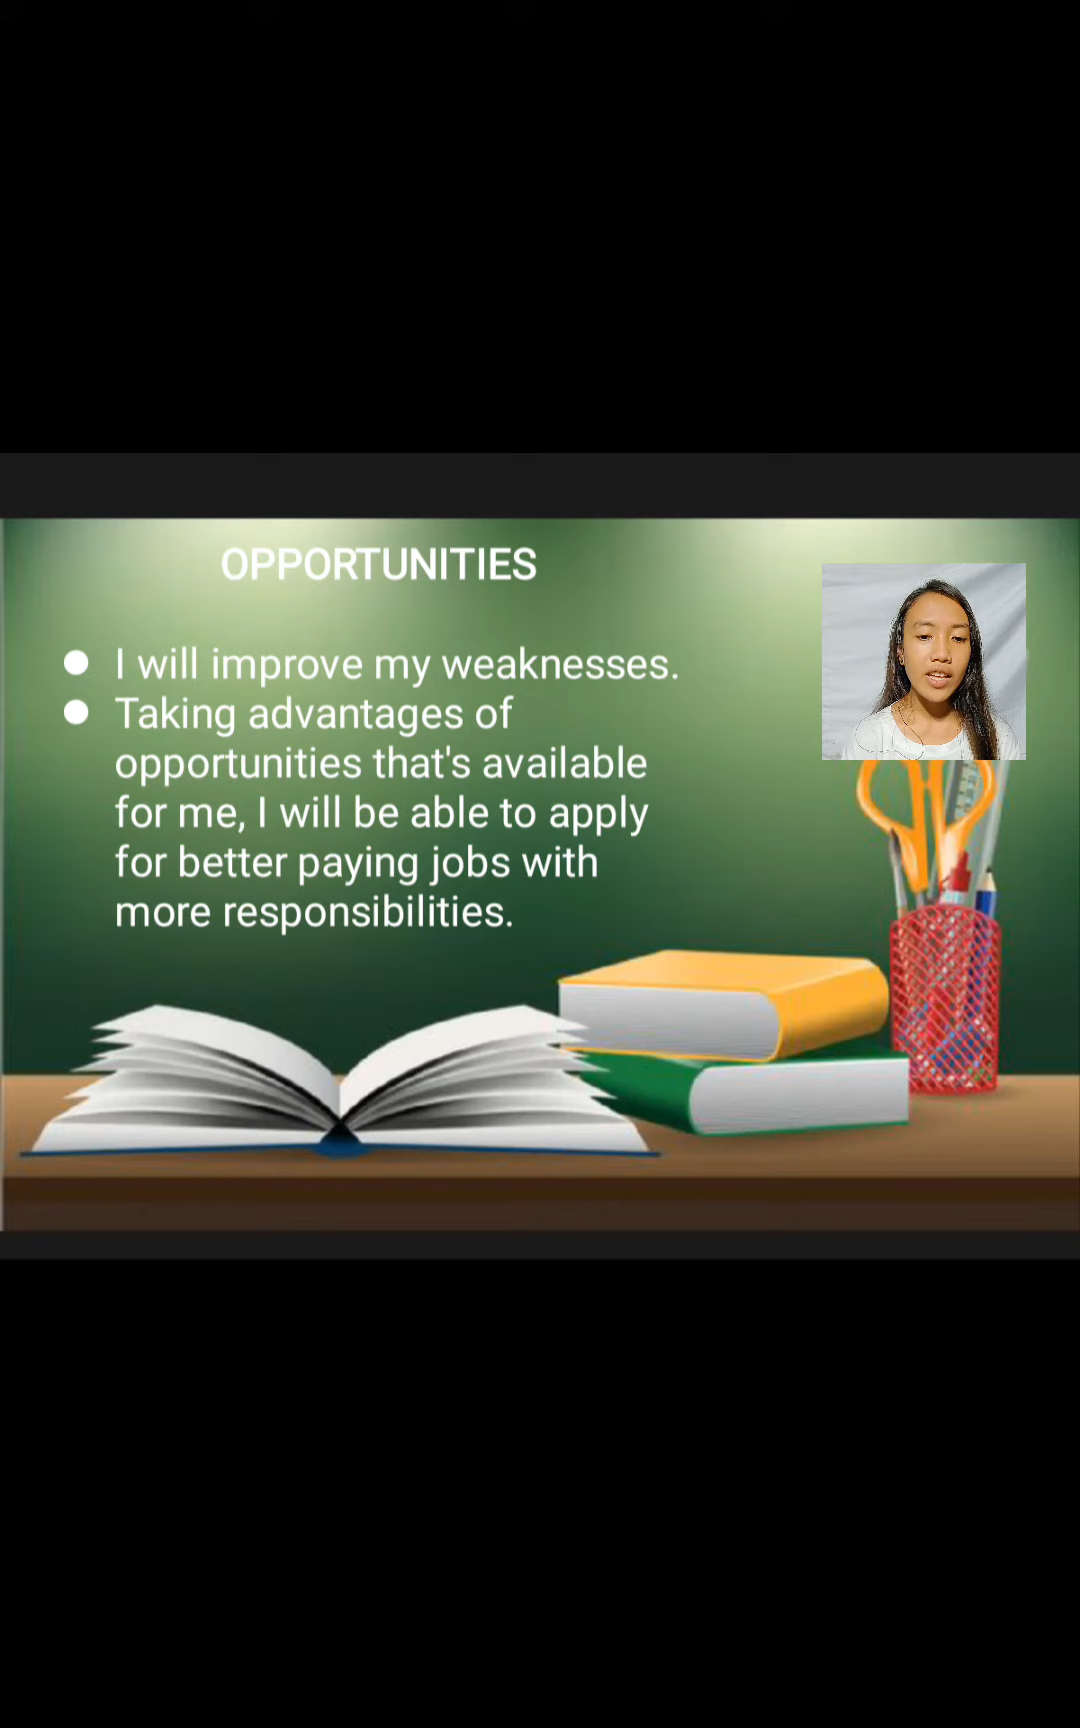 OPPORTUNITIES
● I will improve my weaknesses.
● Taking advantages of
opportunities that's available
for me, I will be able to apply
for better paying jobs with
more responsibilities.